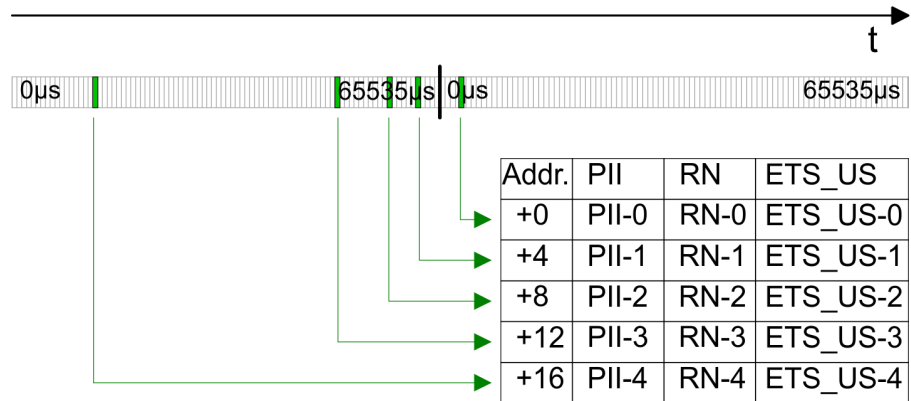 t
0µs 65535µs 0µs 65535µs
Addr. PII RN ETS_US
+0 PII-0 RN-0 ETS_US-0
+4 PII-1 RN-1 ETS_US-1
+8 PII-2 RN-2 ETS_US-2
+12 PII-3 RN-3 ETS_US-3
+16 PII-4 RN-4 ETS_US-4